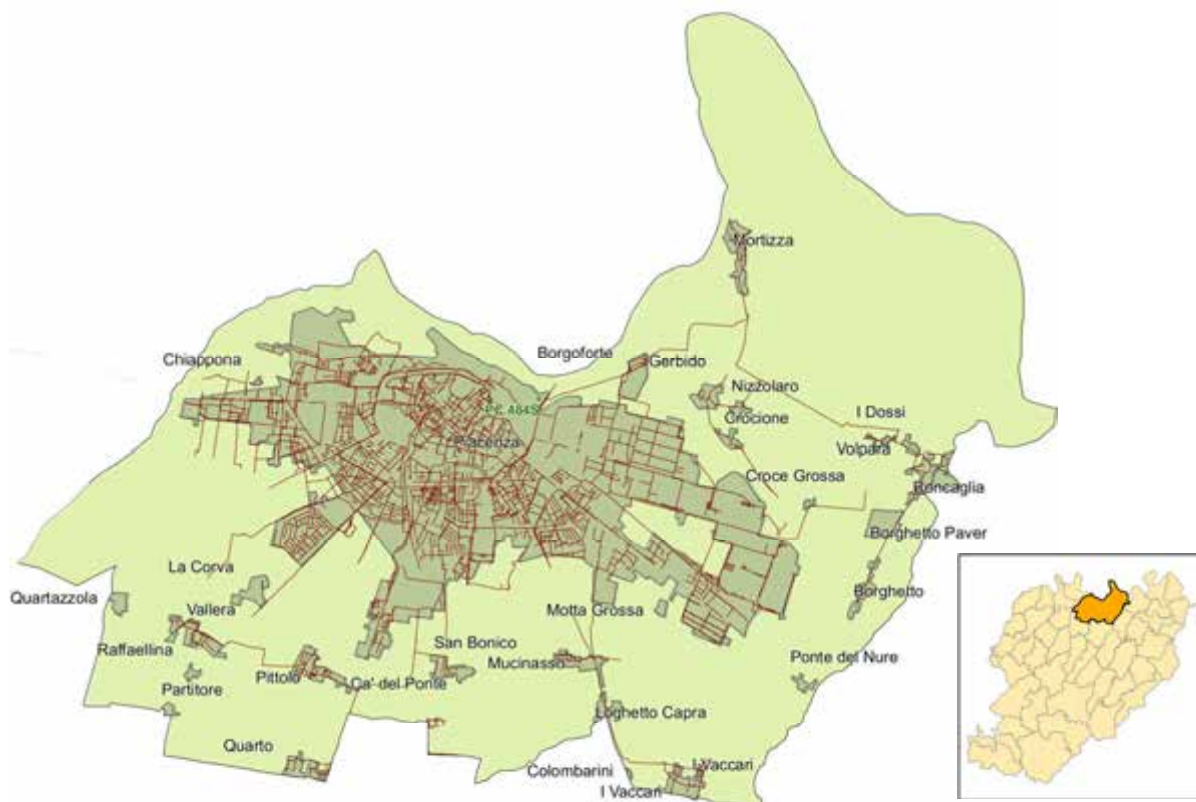 Mortizza
Chiappona
Borgoforte
Gerbido
Nizzolaro
Crocione
I Dossi
Piacenza
Volpara
Croce Grossa
Roncaglia
Borghetto Paver
La Corva
Quartazzola
Vallera
Motta Grossa
Borghetto
Raffaellina
San Bonico
Mucinasso
Ponte del Nure
Partitore
Pittolo
Ca' del Ponte
Loghetto Capra
Quarto
Colombarini
I Vaccari
I Vaccari